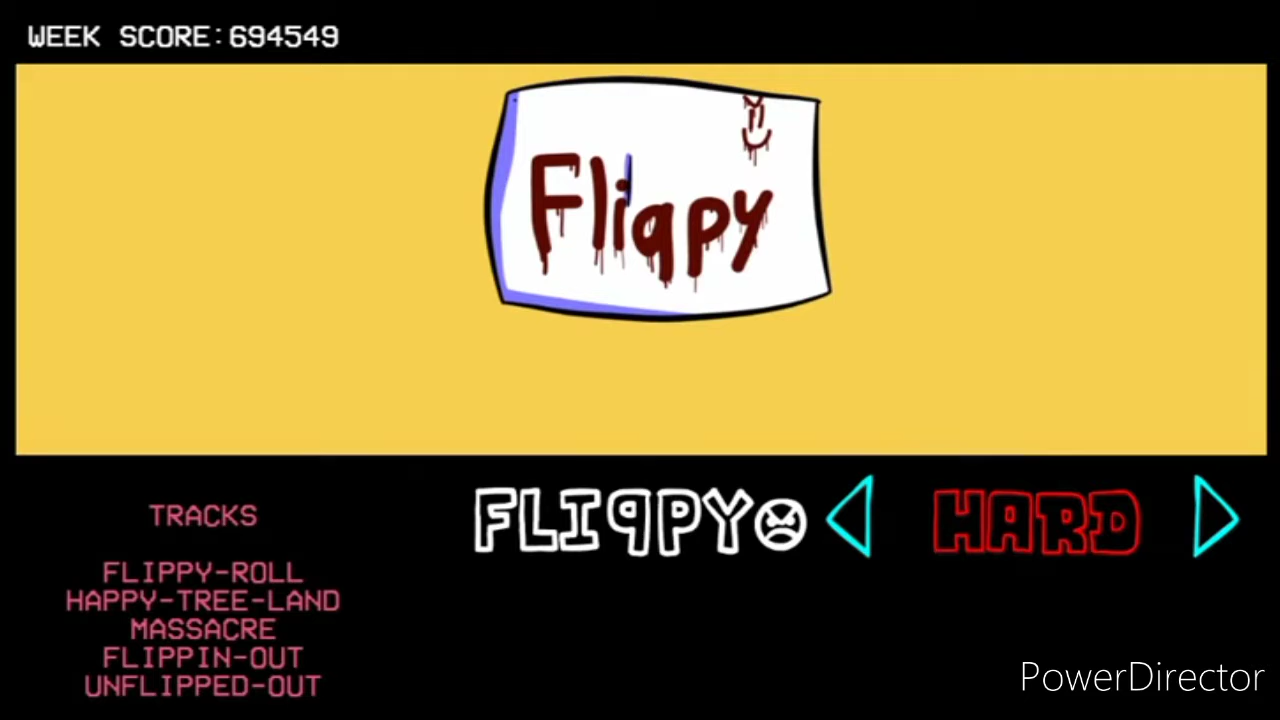 WEEK SCORE:694549
Fliqpy
FLIqPY
HARD
TRACKS
FLIPPY-ROLL
HAPPY-TREE-LAND
MASSACRE
FLIPPIN-OUT
UNFLIPPED-OUT
PowerDirector